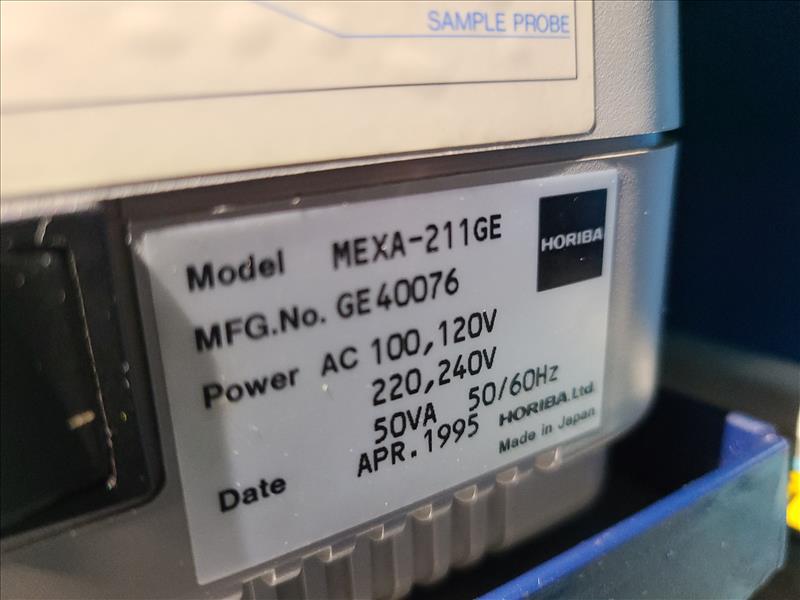 SAMPLE PROBE
Model MEXA-211GE
HORIBA
MFG.No. GE40076
Power AC 100,120V
220,240V
50VA 50/60Hz
Date APR.1995
HORIBA.Ltd.
Made in Japan